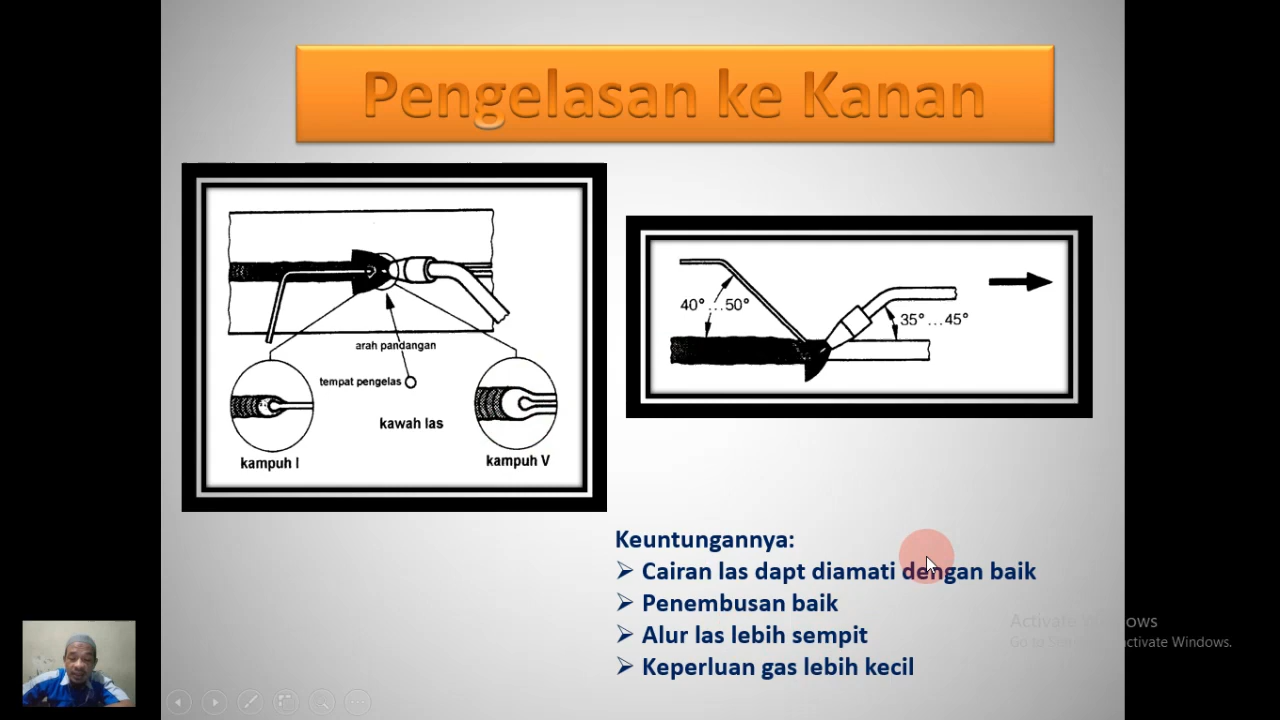 Pengelasan ke Kanan
arah pandangan
tempat pengelas
kawah las
kampuh I
kampuh V
40°...50°
35°...45°
Keuntungannya:
Cairan las dapt diamati dengan baik
Penembusan baik
Alur las lebih sempit
Keperluan gas lebih kecil